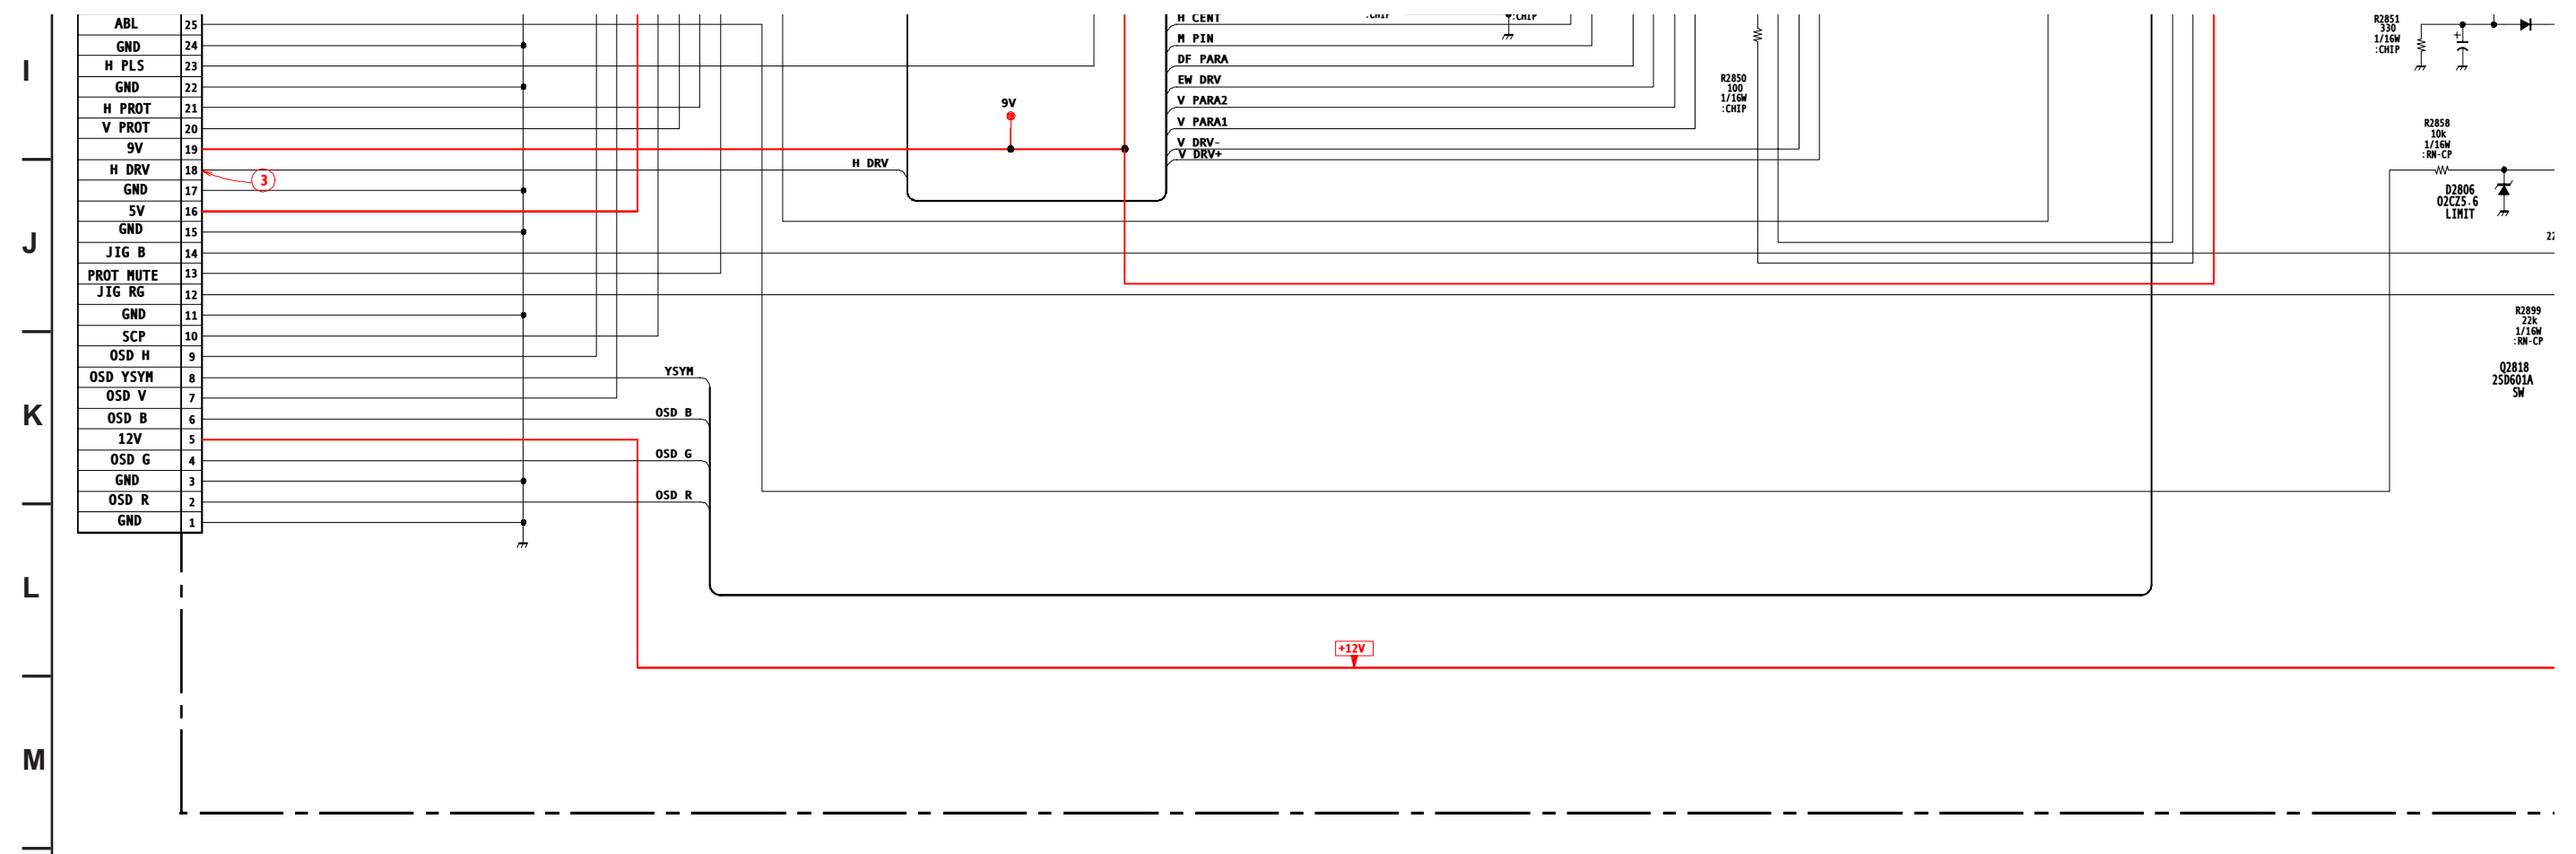 I
J
K
L
M
ABL 25
GND 24
H PLS 23
GND 22
H PROT 21
V PROT 20
9V 19
H DRV 18
GND 17
5V 16
GND 15
JIG B 14
PROT MUTE 13
JIG RG 12
GND 11
SCP 10
OSD H 9
OSD YSYM 8
OSD V 7
OSD B 6
12V 5
OSD G 4
GND 3
OSD R 2
GND 1
3
YSYM
OSD B
OSD G
OSD R
H DRV
9V
H CENT
M PIN
DF PARA
EW DRV
V PARA2
V PARA1
V DRV-
V DRV+
:CHIP
:CHIP
R2850
100
1/16W
:CHIP
+12V
R2851
330
1/16W
:CHIP
+
R2858
10k
1/16W
:RN-CP
D2806
02CZ5.6
LIMIT
R2899
22k
1/16W
:RN-CP
Q2818
2SD601A
SW